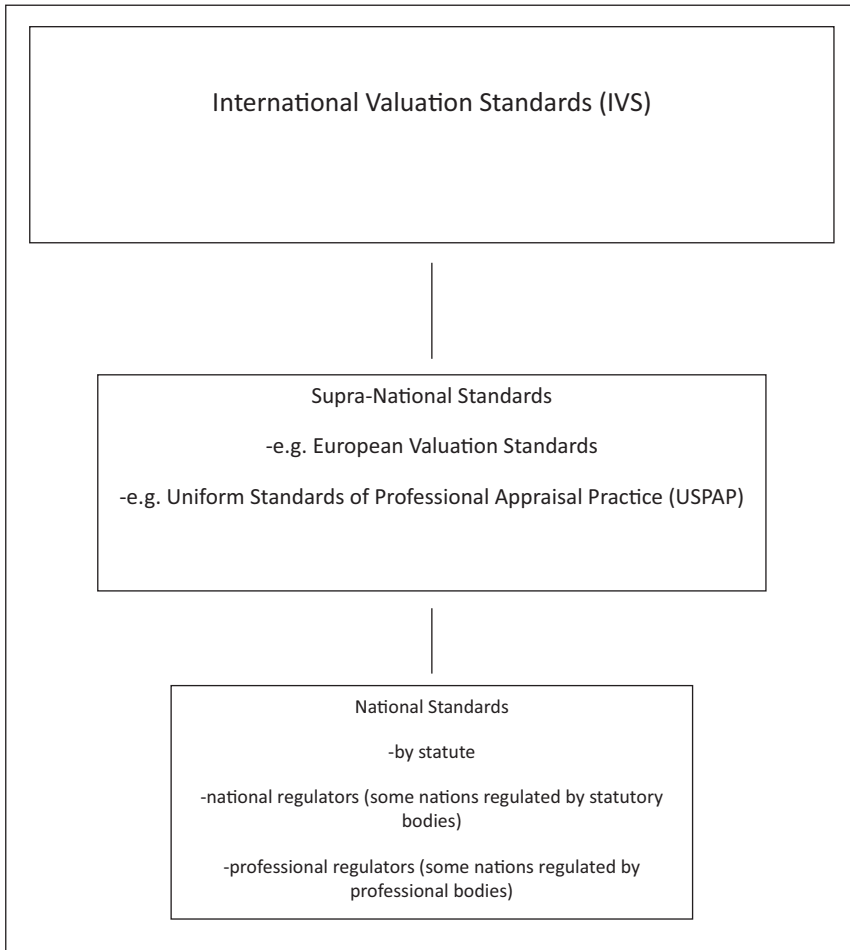 International Valuation Standards (IVS)
Supra-National Standards
-e.g. European Valuation Standards
-e.g. Uniform Standards of Professional Appraisal Practice (USPAP)
National Standards
-by statute
-national regulators (some nations regulated by statutory
bodies)
-professional regulators (some nations regulated by
professional bodies)